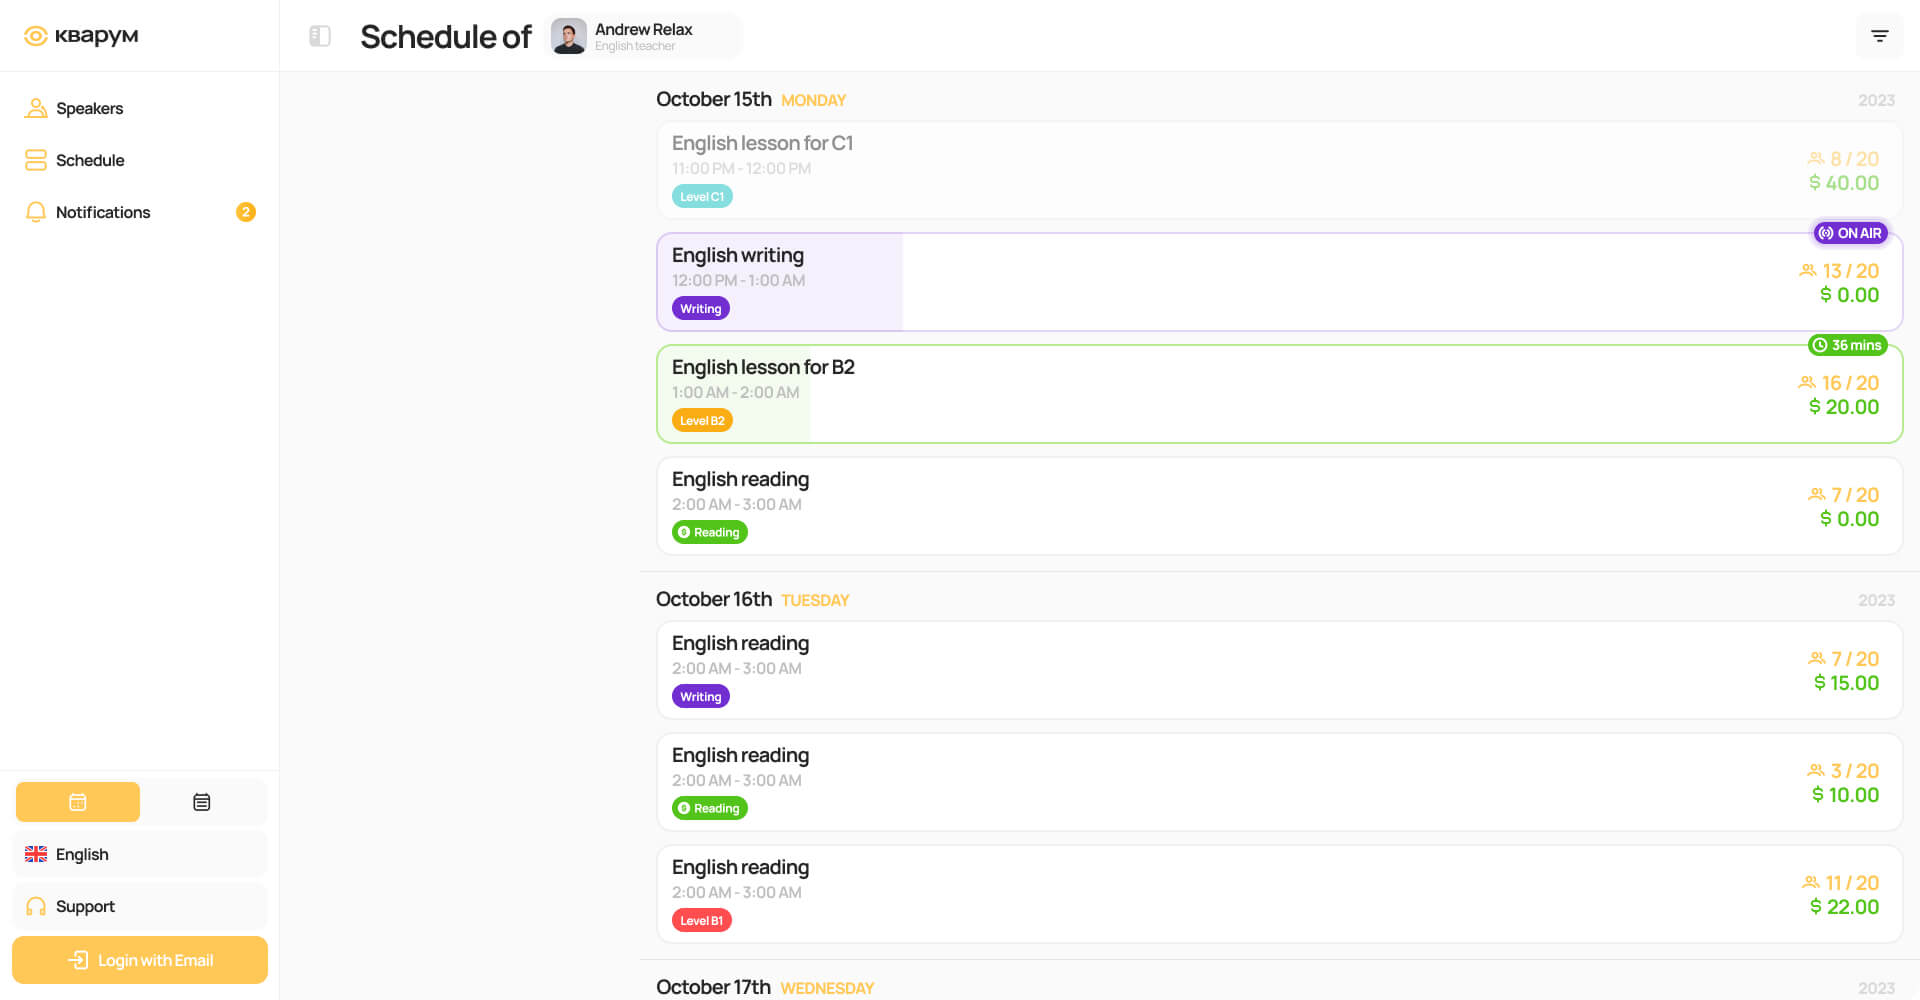 квариум
Speakers
Schedule
Notifications 2
English
Support
Login with Email
Schedule of
Andrew Relax
English teacher
October 15th MONDAY 2023
English lesson for C1
11:00 PM - 12:00 PM
Level C1
8 / 20
$ 40.00
ON AIR
English writing
12:00 PM - 1:00 AM
Writing
13 / 20
$ 0.00
36 mins
English lesson for B2
1:00 AM - 2:00 AM
Level B2
16 / 20
$ 20.00
English reading
2:00 AM - 3:00 AM
Reading
7 / 20
$ 0.00
October 16th TUESDAY 2023
English reading
2:00 AM - 3:00 AM
Writing
7 / 20
$ 15.00
English reading
2:00 AM - 3:00 AM
Reading
3 / 20
$ 10.00
English reading
2:00 AM - 3:00 AM
Level B1
11 / 20
$ 22.00
October 17th WEDNESDAY 2023